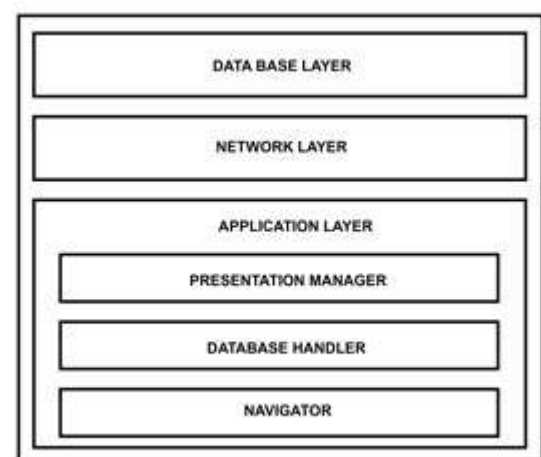 DATA BASE LAYER
NETWORK LAYER
APPLICATION LAYER
PRESENTATION MANAGER
DATABASE HANDLER
NAVIGATOR